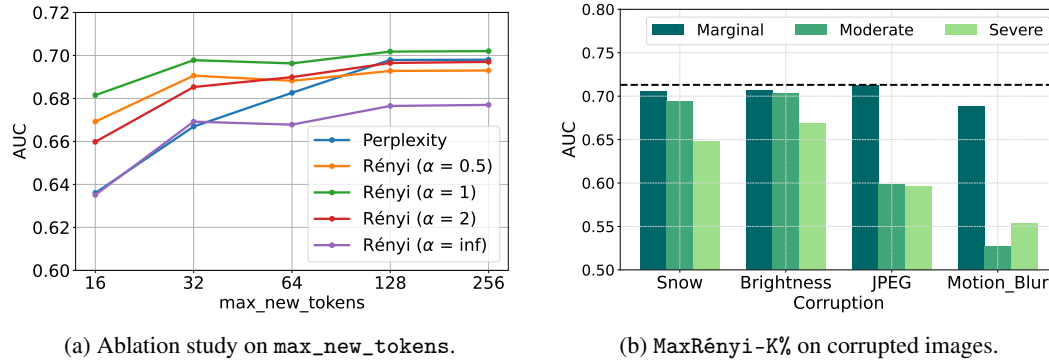 0.72
0.70
0.68
0.66
0.64
0.62
0.60
AUC
16 32 64 128 256
max_new_tokens
Perplexity
Rényi (α = 0.5)
Rényi (α = 1)
Rényi (α = 2)
Rényi (α = inf)
(a) Ablation study on max_new_tokens.
0.80
0.75
0.70
0.65
0.60
0.55
0.50
AUC
Marginal Moderate Severe
Snow Brightness JPEG Motion_Blur
Corruption
(b) MaxRényi-K% on corrupted images.